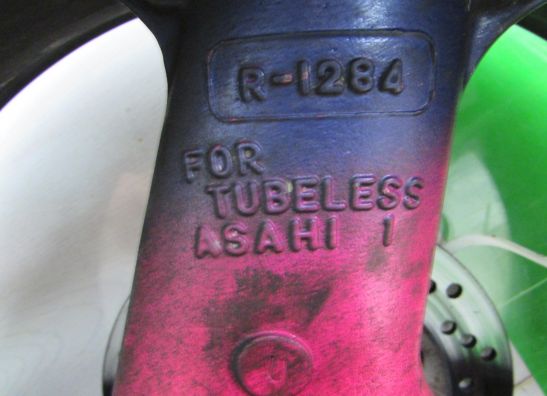 R-1284
FOR
TUBELESS
ASAHI 1